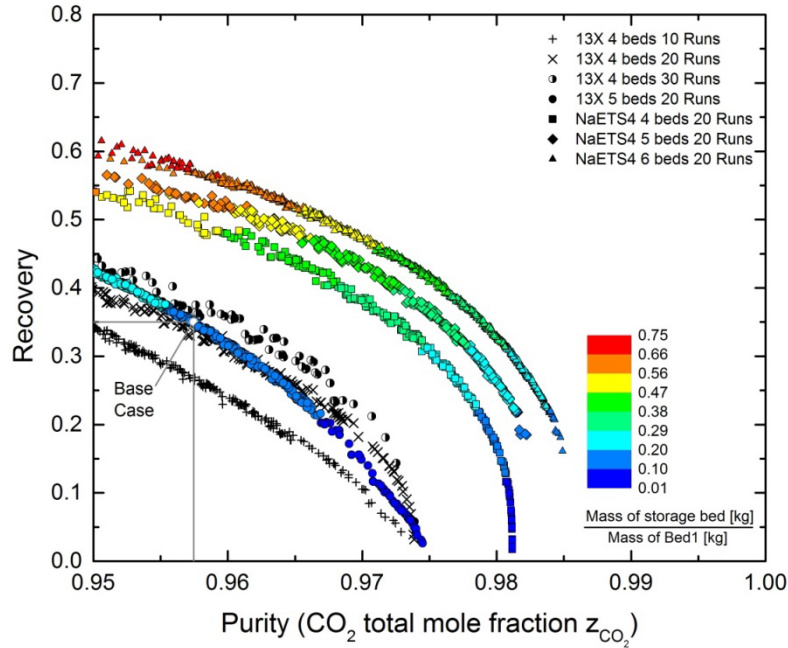 0.8
0.7
0.6
0.5
0.4
0.3
0.2
0.1
0.0
Recovery
13X 4 beds 10 Runs
13X 4 beds 20 Runs
13X 4 beds 30 Runs
13X 5 beds 20 Runs
NaETS4 4 beds 20 Runs
NaETS4 5 beds 20 Runs
NaETS4 6 beds 20 Runs
Base
Case
0.75
0.66
0.56
0.47
0.38
0.29
0.20
0.10
0.01
Mass of storage bed [kg]
Mass of Bed1 [kg]
0.95 0.96 0.97 0.98 0.99 1.00
Purity (CO₂ total mole fraction z_CO₂)